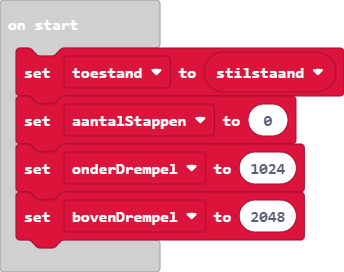 on start
set toestand to stilstaand
set aantalStappen to 0
set onderDrempel to 1024
set bovenDrempel to 2048